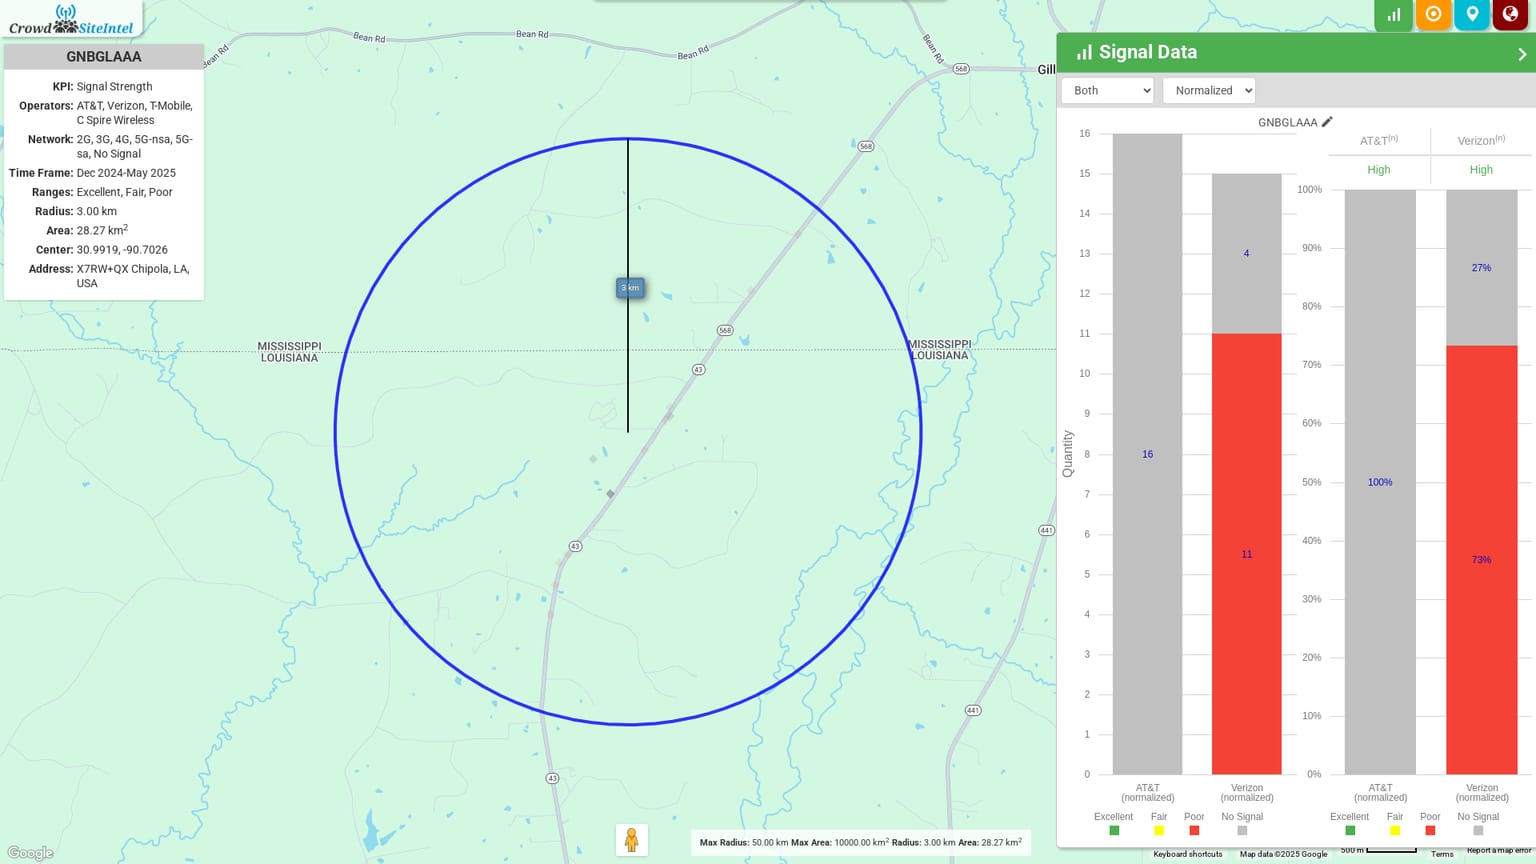 Crowd SiteIntel
GNBGLAAA
KPI: Signal Strength
Operators: AT&T, Verizon, T-Mobile,
C Spire Wireless
Network: 2G, 3G, 4G, 5G-nsa, 5G-
sa, No Signal
Time Frame: Dec 2024-May 2025
Ranges: Excellent, Fair, Poor
Radius: 3.00 km
Area: 28.27 km²
Center: 30.9919, -90.7026
Address: X7RW+QX Chipola, LA,
USA
Bean Rd
Bean Rd
Bean Rd
Bean Rd
Bean Rd
568
Gill
568
3 km
568
MISSISSIPPI
LOUISIANA
MISSISSIPPI
LOUISIANA
43
441
43
441
43
Google
Max Radius: 50.00 km Max Area: 10000.00 km² Radius: 3.00 km Area: 28.27 km²
Signal Data
Both
Normalized
GNBGLAAA
Quantity
16
15
14
13
12
11
10
9
8
7
6
5
4
3
2
1
0
16
4
11
AT&T
(normalized)
Verizon
(normalized)
Excellent Fair Poor No Signal
AT&T(n) Verizon(n)
High High
100%
90%
80%
70%
60%
50%
40%
30%
20%
10%
0%
100%
27%
73%
AT&T
(normalized)
Verizon
(normalized)
Excellent Fair Poor No Signal
Keyboard shortcuts
Map data ©2025 Google
500 m
Terms
Report a map error